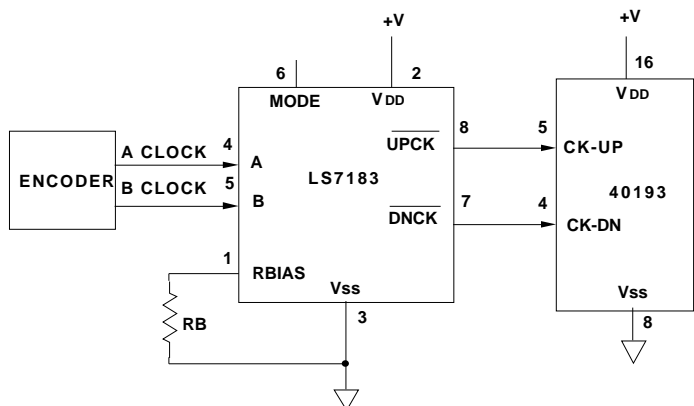 +V
+V
6
2
16
MODE
VDD
VDD
8
5
UPCK
CK-UP
A CLOCK
4
A
ENCODER
LS7183
40193
B CLOCK
5
B
7
4
DNCK
CK-DN
1
RBIAS
Vss
Vss
3
8
RB